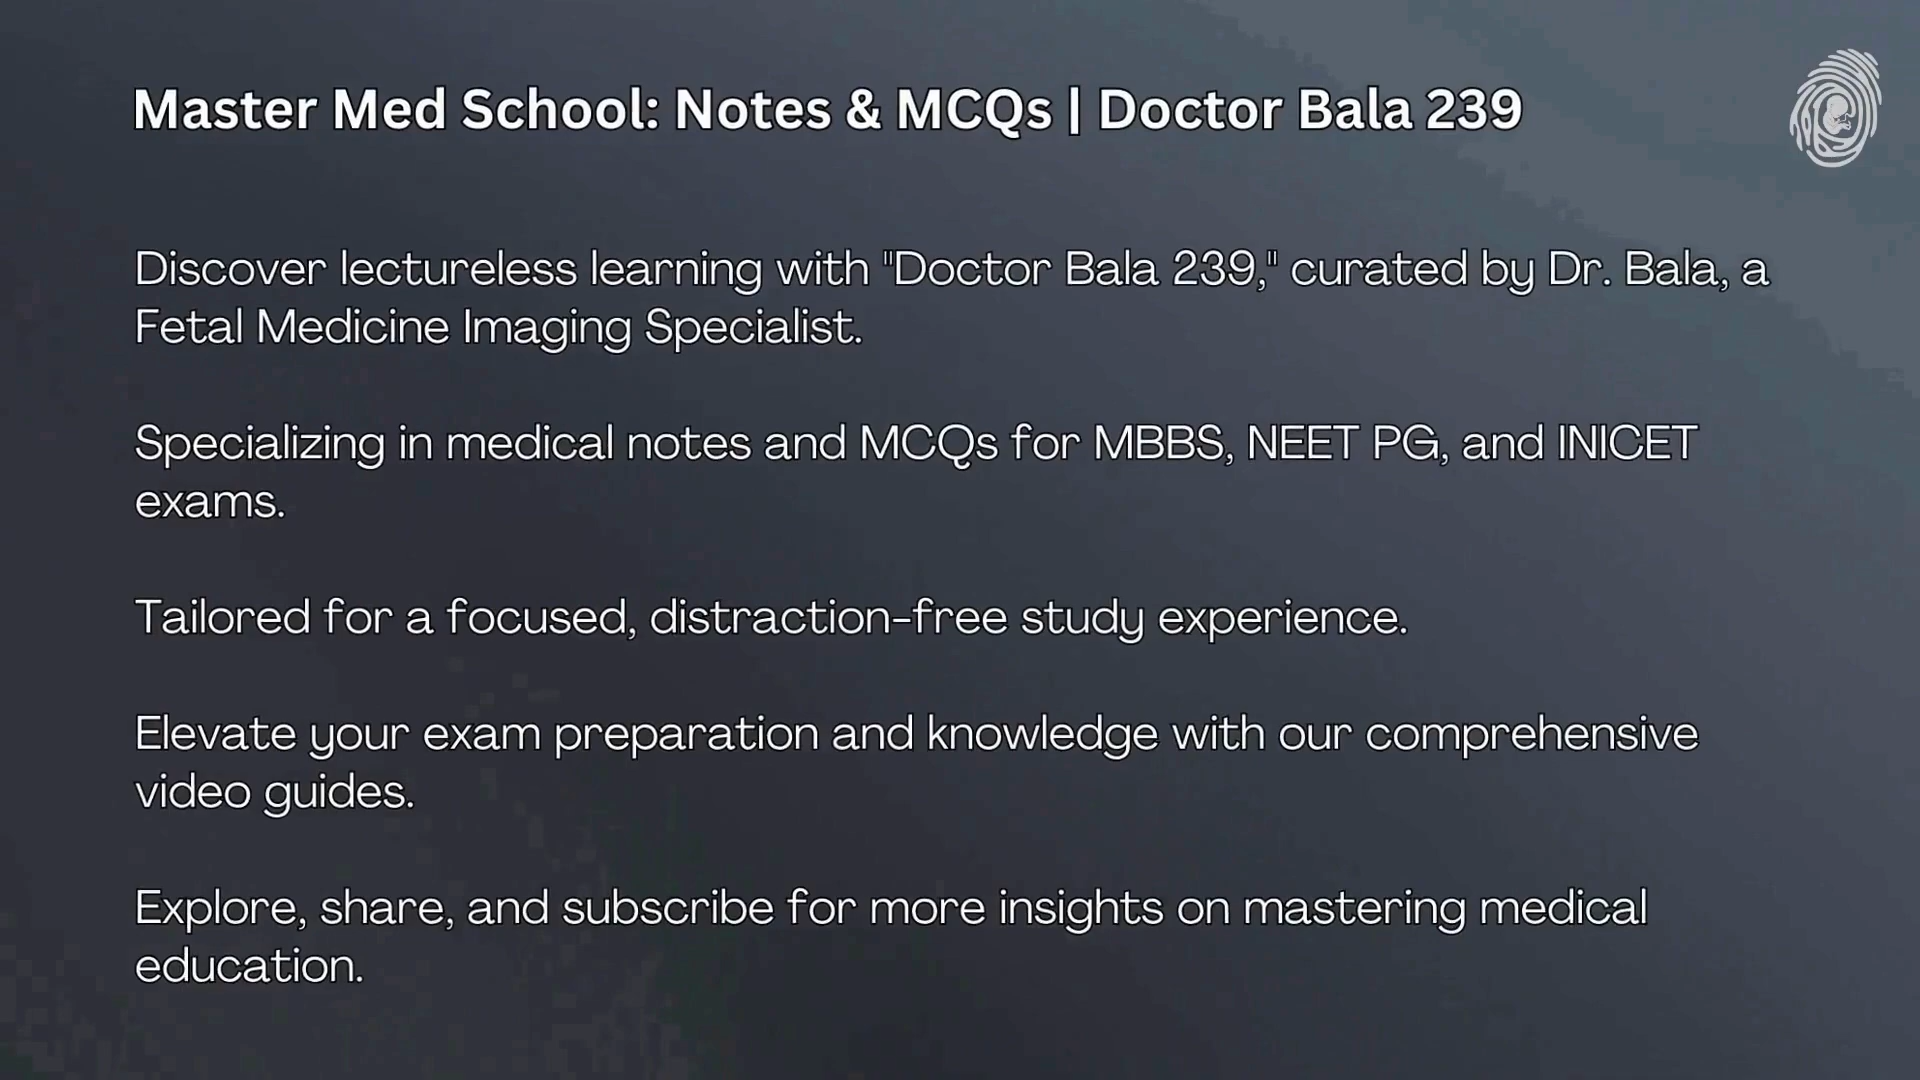 Master Med School: Notes & MCQs | Doctor Bala 239
Discover lectureless learning with "Doctor Bala 239," curated by Dr. Bala, a
Fetal Medicine Imaging Specialist.
Specializing in medical notes and MCQs for MBBS, NEET PG, and INICET
exams.
Tailored for a focused, distraction-free study experience.
Elevate your exam preparation and knowledge with our comprehensive
video guides.
Explore, share, and subscribe for more insights on mastering medical
education.